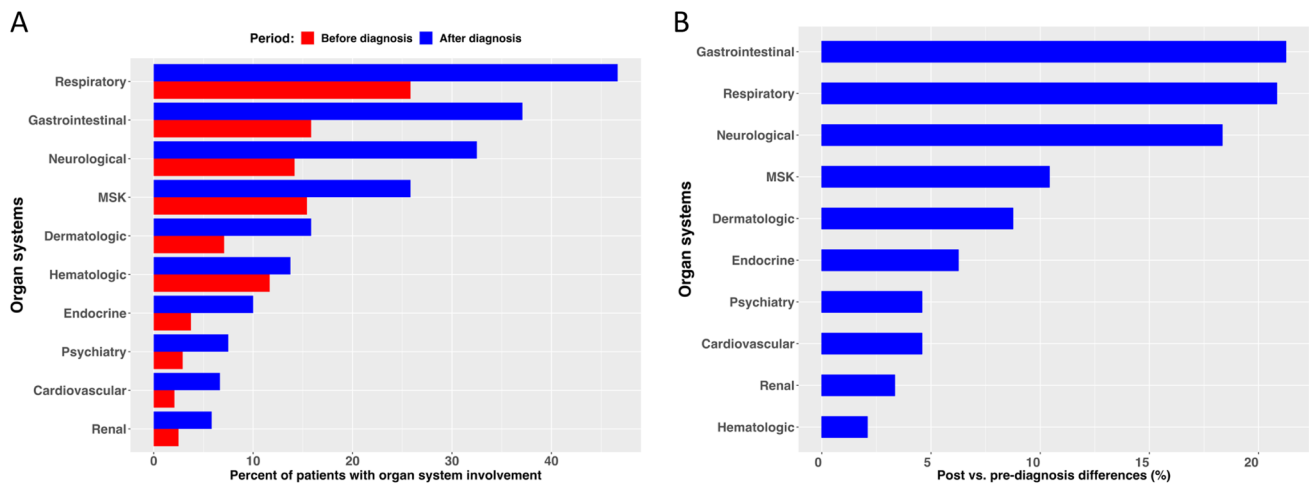 A
Period: Before diagnosis After diagnosis
Organ systems
Respiratory
Gastrointestinal
Neurological
MSK
Dermatologic
Hematologic
Endocrine
Psychiatry
Cardiovascular
Renal
0 10 20 30 40
Percent of patients with organ system involvement
B
Organ systems
Gastrointestinal
Respiratory
Neurological
MSK
Dermatologic
Endocrine
Psychiatry
Cardiovascular
Renal
Hematologic
0 5 10 15 20
Post vs. pre-diagnosis differences (%)